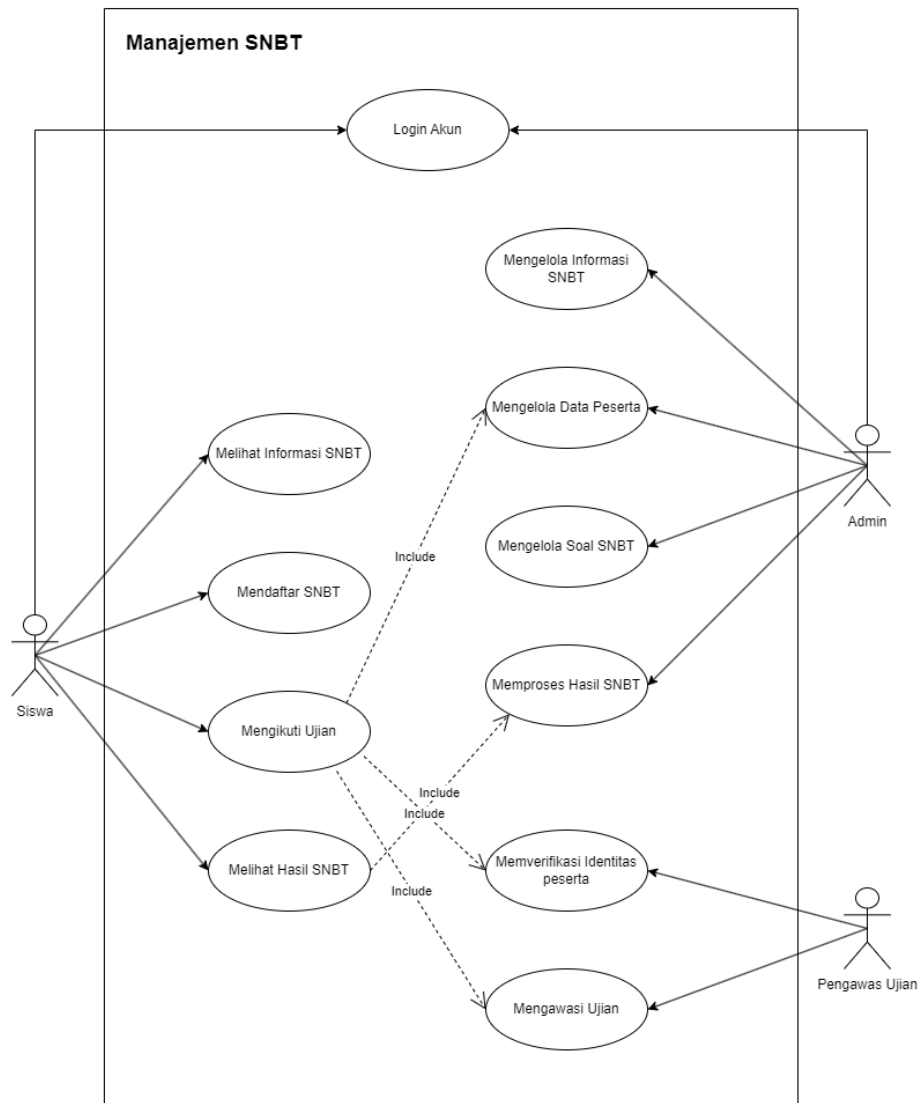 Manajemen SNBT
Login Akun
Mengelola Informasi
SNBT
Mengelola Data Peserta
Melihat Informasi SNBT
Admin
Include
Mengelola Soal SNBT
Mendaftar SNBT
Memproses Hasil SNBT
Siswa
Mengikuti Ujian
Include
Include
Melihat Hasil SNBT
Memverifikasi Identitas
peserta
Include
Pengawas Ujian
Mengawasi Ujian